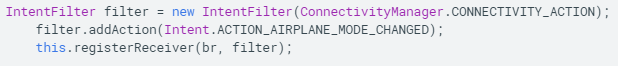 IntentFilter filter = new IntentFilter(ConnectivityManager.CONNECTIVITY_ACTION);
    filter.addAction(Intent.ACTION_AIRPLANE_MODE_CHANGED);
    this.registerReceiver(br, filter);